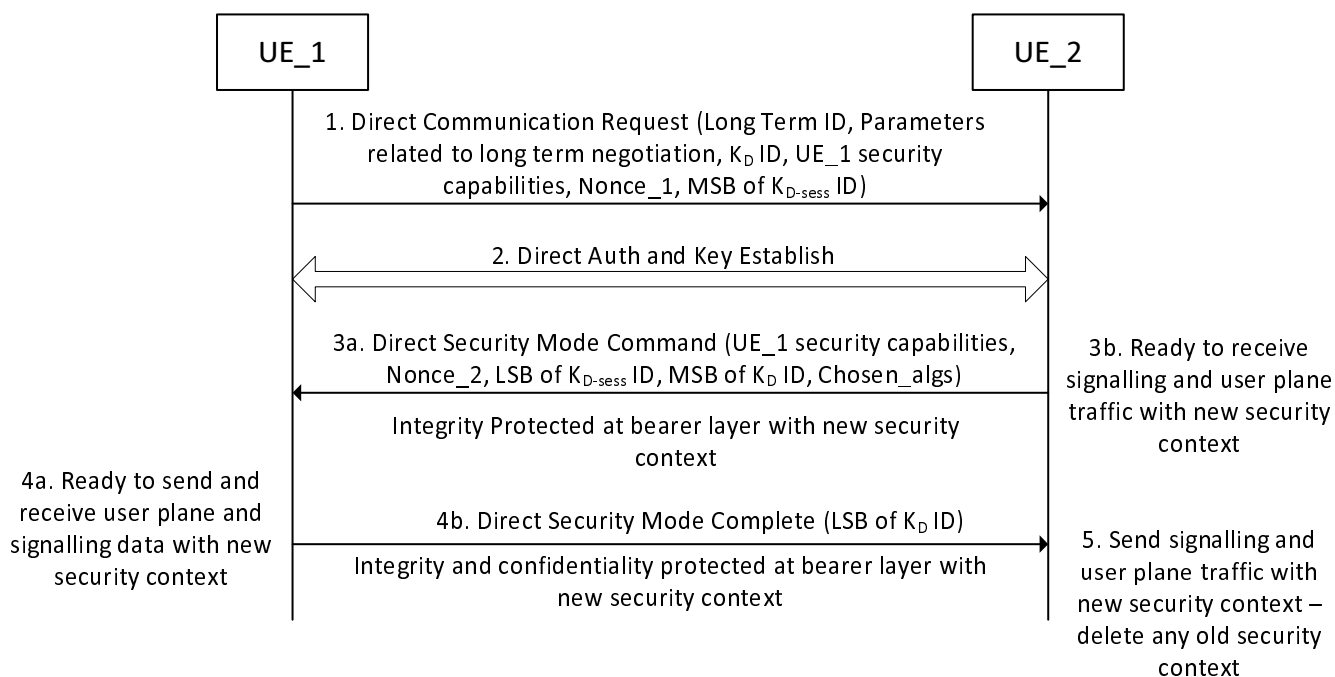 UE_1
UE_2
1. Direct Communication Request (Long Term ID, Parameters
related to long term negotiation, K_D ID, UE_1 security
capabilities, Nonce_1, MSB of K_D-sess ID)
2. Direct Auth and Key Establish
3a. Direct Security Mode Command (UE_1 security capabilities,
Nonce_2, LSB of K_D-sess ID, MSB of K_D ID, Chosen_algs)
Integrity Protected at bearer layer with new security
context
3b. Ready to receive
signalling and user plane
traffic with new security
context
4a. Ready to send and
receive user plane and
signalling data with new
security context
4b. Direct Security Mode Complete (LSB of K_D ID)
Integrity and confidentiality protected at bearer layer with
new security context
5. Send signalling and
user plane traffic with
new security context –
delete any old security
context